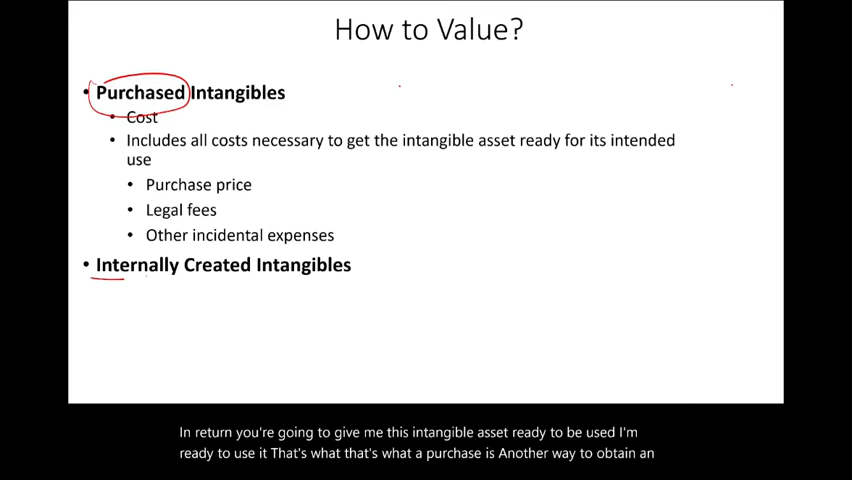 How to Value?
• Purchased Intangibles
• Cost
• Includes all costs necessary to get the intangible asset ready for its intended
use
• Purchase price
• Legal fees
• Other incidental expenses
• Internally Created Intangibles
In return you're going to give me this intangible asset ready to be used I'm
ready to use it That's what that's what a purchase is Another way to obtain an